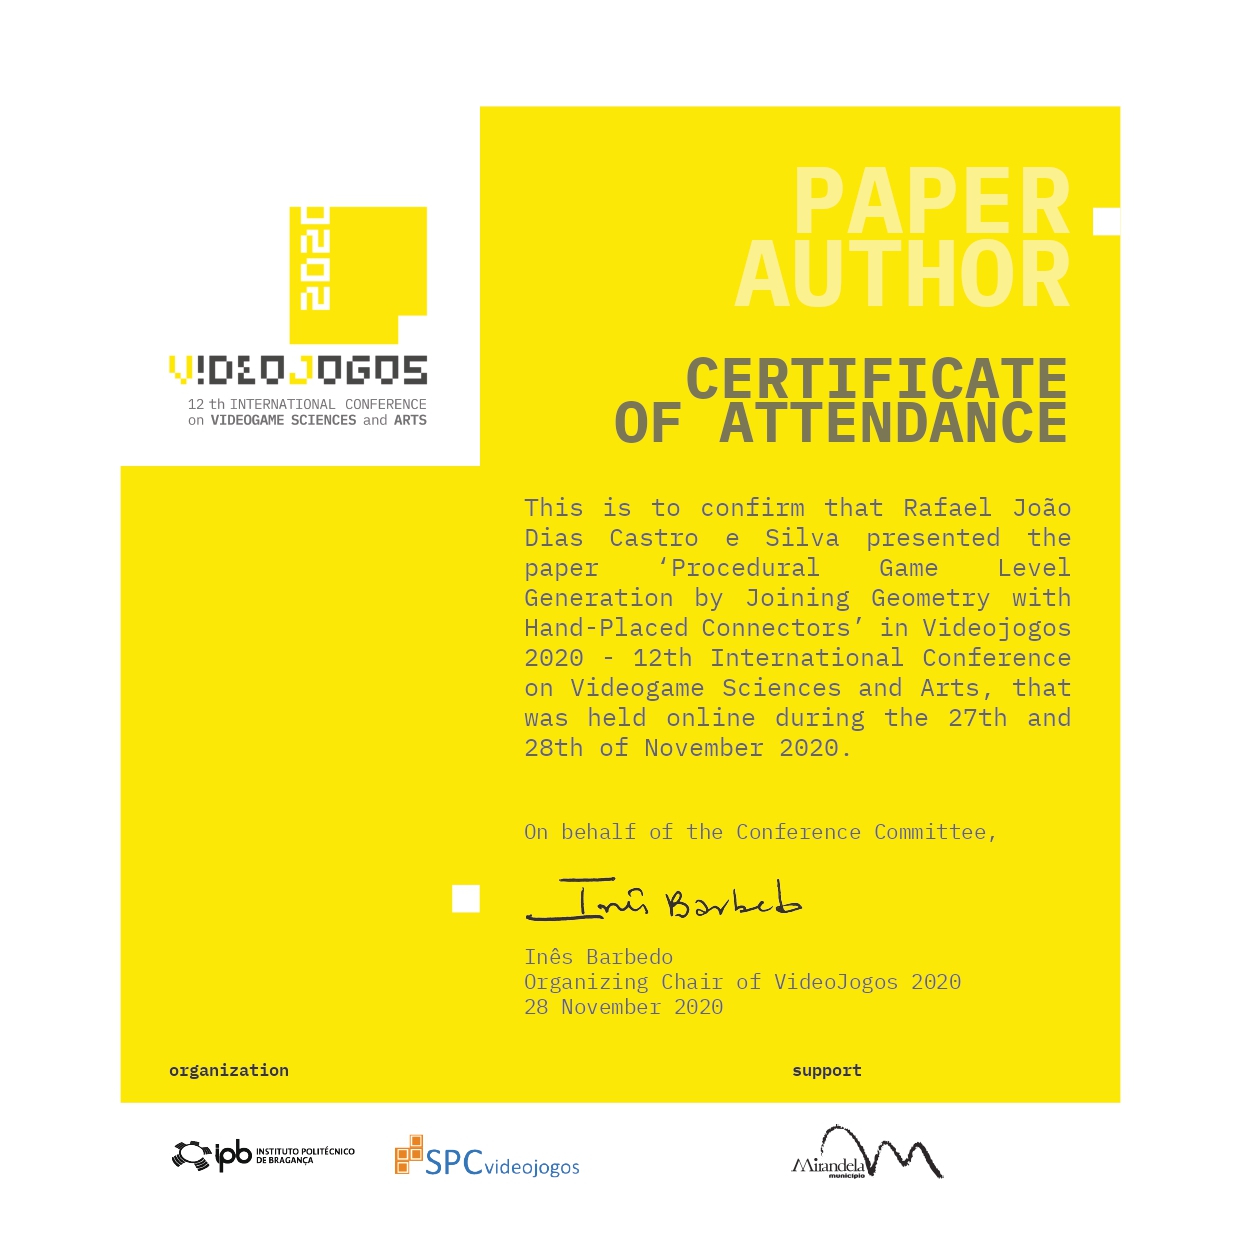 PAPER
AUTHOR
2020
V!DEOJOGOS
12 th INTERNATIONAL CONFERENCE
on VIDEOGAME SCIENCES and ARTS
CERTIFICATE
OF ATTENDANCE
This is to confirm that Rafael João
Dias Castro e Silva presented the
paper ‘Procedural Game Level
Generation by Joining Geometry with
Hand-Placed Connectors’ in Videojogos
2020 - 12th International Conference
on Videogame Sciences and Arts, that
was held online during the 27th and
28th of November 2020.
On behalf of the Conference Committee,
Inês Barbedo
Inês Barbedo
Organizing Chair of VideoJogos 2020
28 November 2020
organization
support
ipb INSTITUTO POLITÉCNICO
DE BRAGANÇA
SPCvideojogos
Mirandela
município